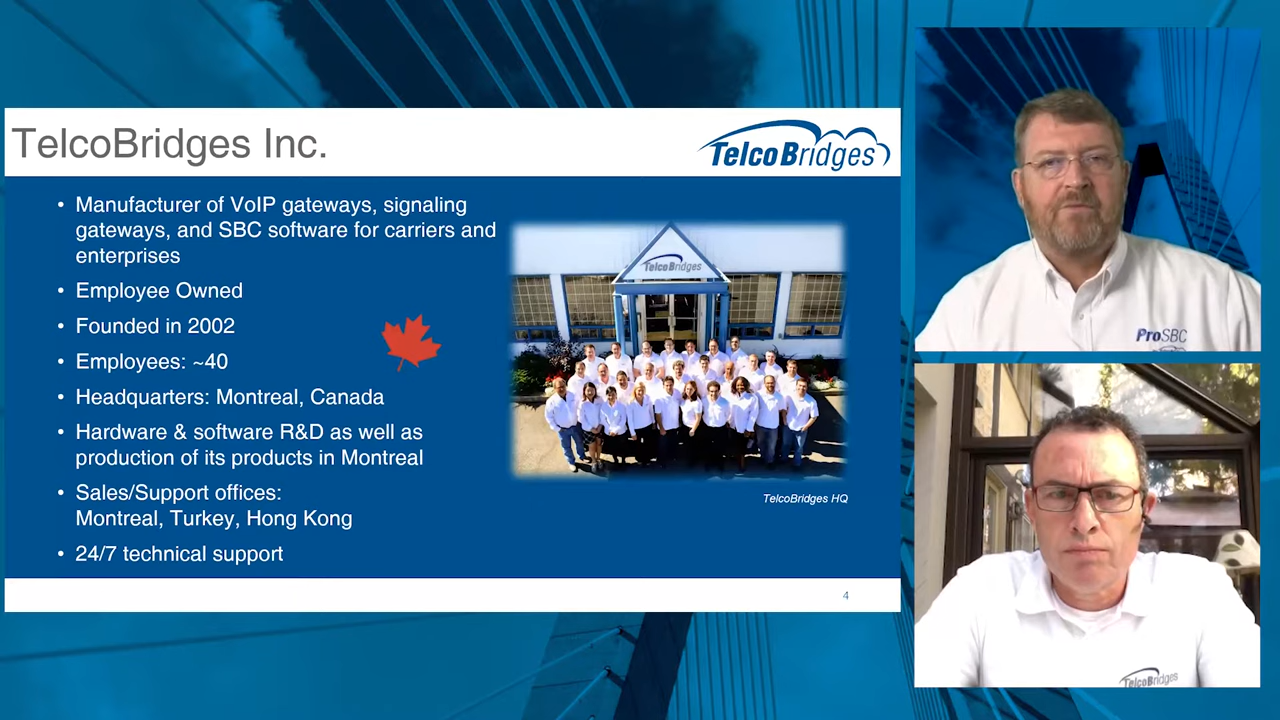 TelcoBridges Inc.
TelcoBridges
• Manufacturer of VoIP gateways, signaling
gateways, and SBC software for carriers and
enterprises
• Employee Owned
• Founded in 2002
• Employees: ~40
• Headquarters: Montreal, Canada
• Hardware & software R&D as well as
production of its products in Montreal
• Sales/Support offices:
Montreal, Turkey, Hong Kong
• 24/7 technical support
TelcoBridges
TelcoBridges HQ
4
ProSBC
TelcoBridges